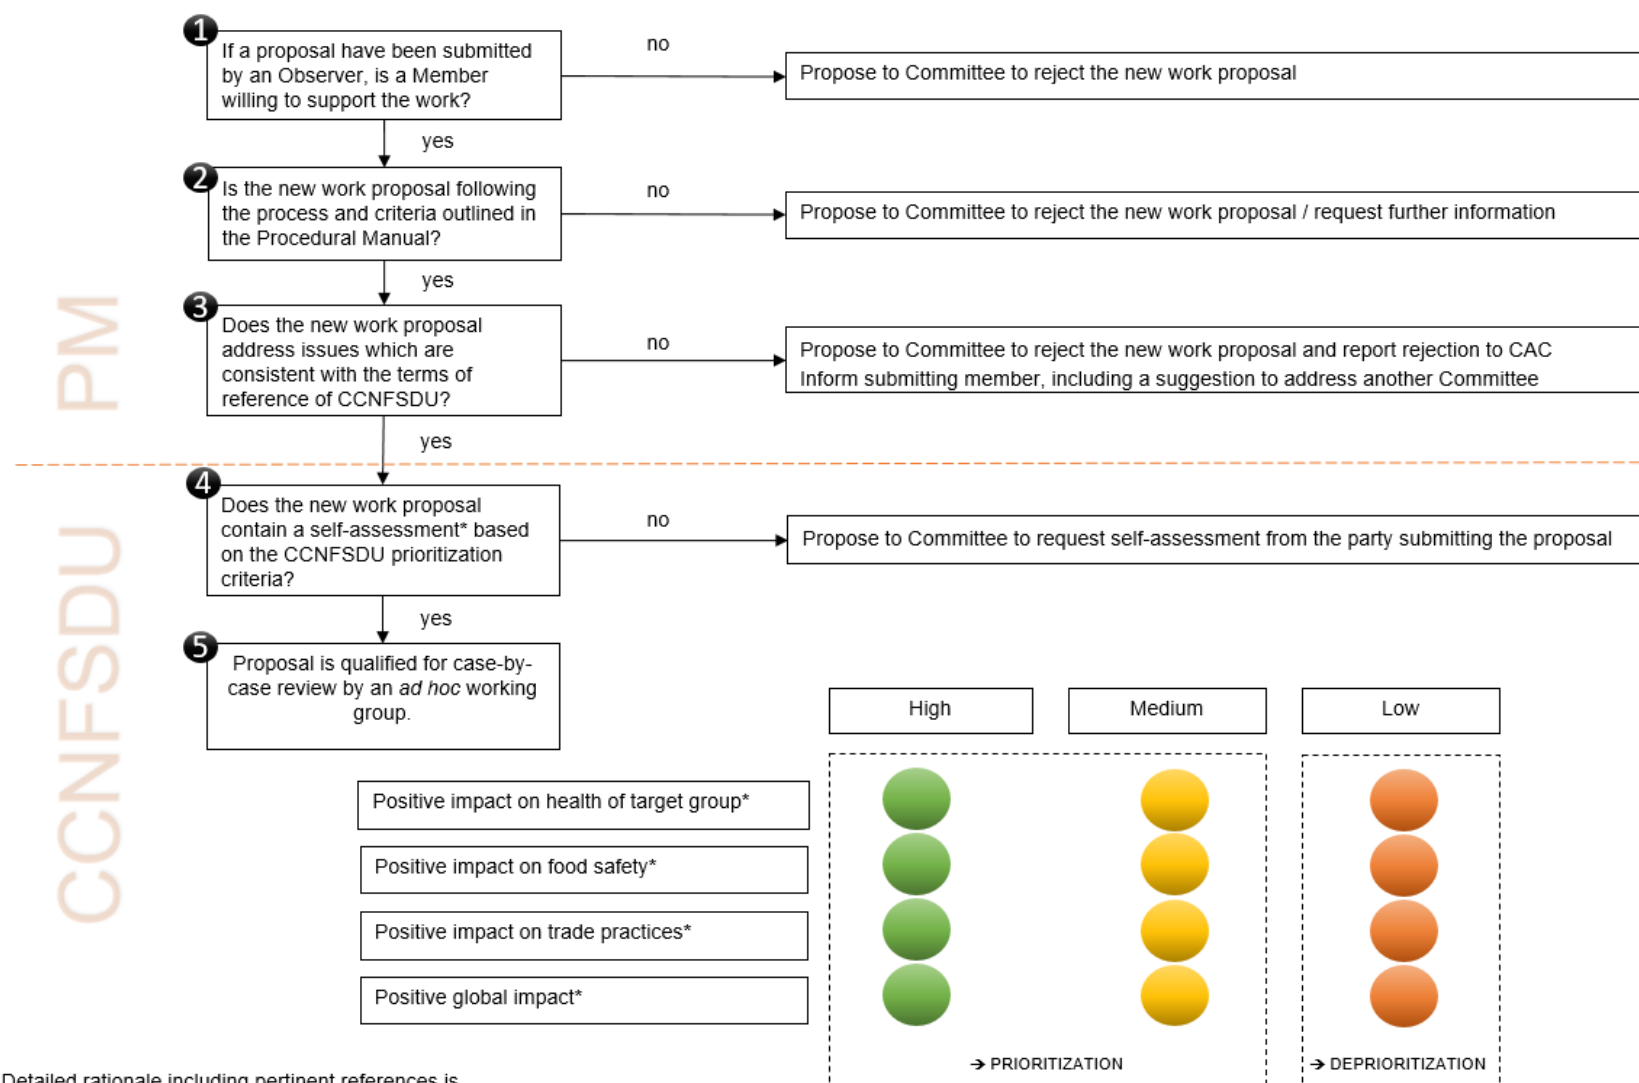 1
If a proposal have been submitted
by an Observer, is a Member
willing to support the work?
no
Propose to Committee to reject the new work proposal
yes
2
Is the new work proposal following
the process and criteria outlined in
the Procedural Manual?
no
Propose to Committee to reject the new work proposal / request further information
yes
PM
3
Does the new work proposal
address issues which are
consistent with the terms of
reference of CCNFSDU?
no
Propose to Committee to reject the new work proposal and report rejection to CAC
Inform submitting member, including a suggestion to address another Committee
yes
CCNFSDU
4
Does the new work proposal
contain a self-assessment* based
on the CCNFSDU prioritization
criteria?
no
Propose to Committee to request self-assessment from the party submitting the proposal
yes
5
Proposal is qualified for case-by-
case review by an ad hoc working
group.
High
Medium
Low
Positive impact on health of target group*
Positive impact on food safety*
Positive impact on trade practices*
Positive global impact*
→ PRIORITIZATION
→ DEPRIORITIZATION
Detailed rationale including pertinent references is